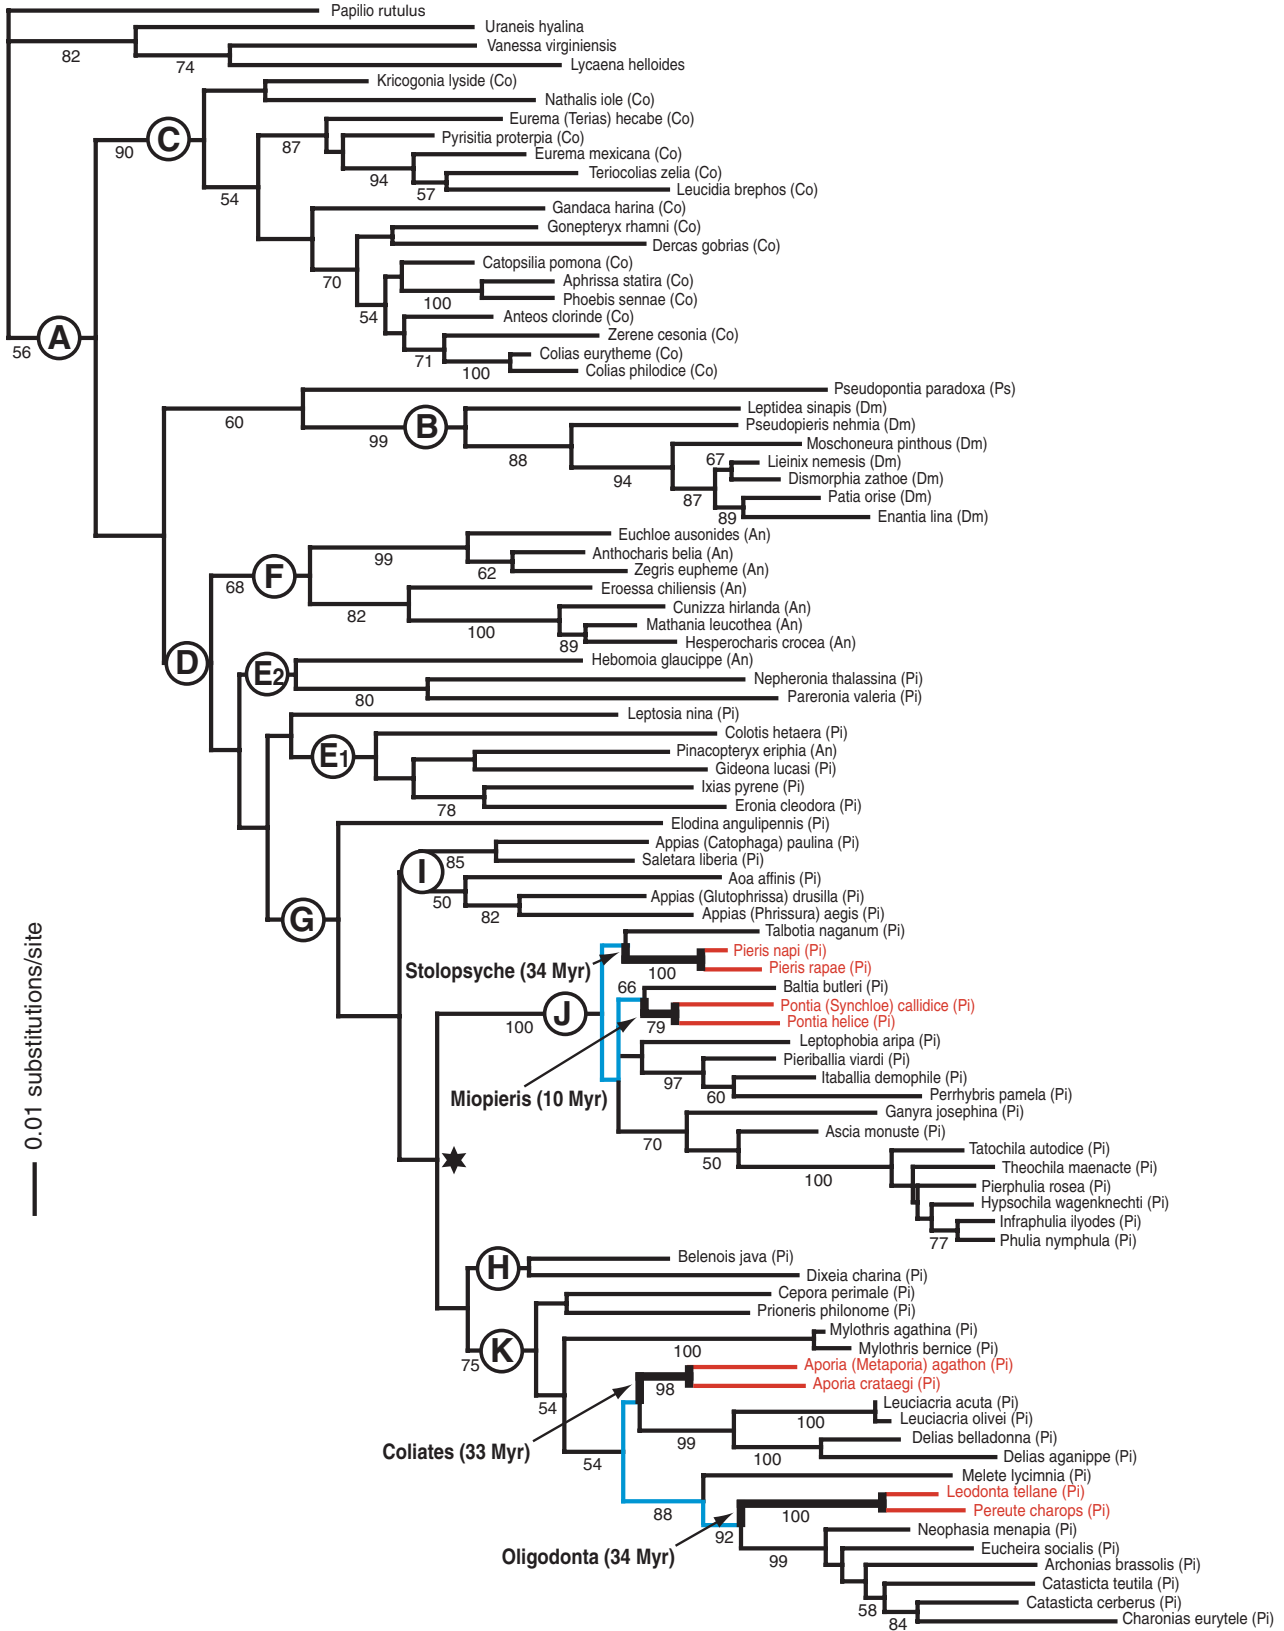 Papilio rutulus
Uraneis hyalina
82
Vanessa virginiensis
74
Lycaena helloides
Kricogonia lyside (Co)
Nathalis iole (Co)
C
90
Eurema (Terias) hecabe (Co)
87
Pyrisitia proterpia (Co)
Eurema mexicana (Co)
94
Teriocolias zelia (Co)
57
Leucidia brephos (Co)
54
Gandaca harina (Co)
Gonepteryx rhamni (Co)
Dercas gobrias (Co)
70
Catopsilia pomona (Co)
Aphrissa statira (Co)
100
Phoebis sennae (Co)
54
Anteos clorinde (Co)
Zerene cesonia (Co)
71
Colias eurytheme (Co)
100
Colias philodice (Co)
A
56
Pseudopontia paradoxa (Ps)
60
Leptidea sinapis (Dm)
B
99
Pseudopieris nehmia (Dm)
88
Moschoneura pinthous (Dm)
67
Lieinix nemesis (Dm)
94
Dismorphia zathoe (Dm)
87
Patia orise (Dm)
89
Enantia lina (Dm)
Euchloe ausonides (An)
99
Anthocharis belia (An)
62
Zegris eupheme (An)
F
68
Eroessa chiliensis (An)
82
Cunizza hirlanda (An)
100
Mathania leucothea (An)
89
Hesperocharis crocea (An)
D
E2
Hebomoia glaucippe (An)
80
Nepheronia thalassina (Pi)
Pareronia valeria (Pi)
Leptosia nina (Pi)
E1
Colotis hetaera (Pi)
Pinacopteryx eriphia (An)
Gideona lucasi (Pi)
Ixias pyrene (Pi)
78
Eronia cleodora (Pi)
G
Elodina angulipennis (Pi)
Appias (Catophaga) paulina (Pi)
85
Saletara liberia (Pi)
I
Aoa affinis (Pi)
50
Appias (Glutophrissa) drusilla (Pi)
82
Appias (Phrissura) aegis (Pi)
Talbotia naganum (Pi)
Pieris napi (Pi)
Stolopsyche (34 Myr)
100
Pieris rapae (Pi)
66
Baltia butleri (Pi)
Pontia (Synchloe) callidice (Pi)
J
100
79
Pontia helice (Pi)
Leptophobia aripa (Pi)
Pieriballia viardi (Pi)
97
Itaballia demophile (Pi)
Miopieris (10 Myr)
60
Perrhybris pamela (Pi)
Ganyra josephina (Pi)
70
Ascia monuste (Pi)
50
Tatochila autodice (Pi)
100
Theochila maenacte (Pi)
Pierphulia rosea (Pi)
Hypsochila wagenknechti (Pi)
Infraphulia ilyodes (Pi)
77
Phulia nymphula (Pi)
0.01 substitutions/site
H
Belenois java (Pi)
Dixeia charina (Pi)
Cepora perimale (Pi)
Prioneris philonome (Pi)
K
75
Mylothris agathina (Pi)
100
Mylothris bernice (Pi)
Aporia (Metaporia) agathon (Pi)
98
Aporia crataegi (Pi)
54
Leuciacria acuta (Pi)
100
Leuciacria olivei (Pi)
Coliates (33 Myr)
99
Delias belladonna (Pi)
100
Delias aganippe (Pi)
54
Melete lycimnia (Pi)
Leodonta tellane (Pi)
88
100
Pereute charops (Pi)
92
Neophasia menapia (Pi)
Oligodonta (34 Myr)
99
Eucheira socialis (Pi)
Archonias brassolis (Pi)
Catasticta teutila (Pi)
58
Catasticta cerberus (Pi)
84
Charonias eurytele (Pi)